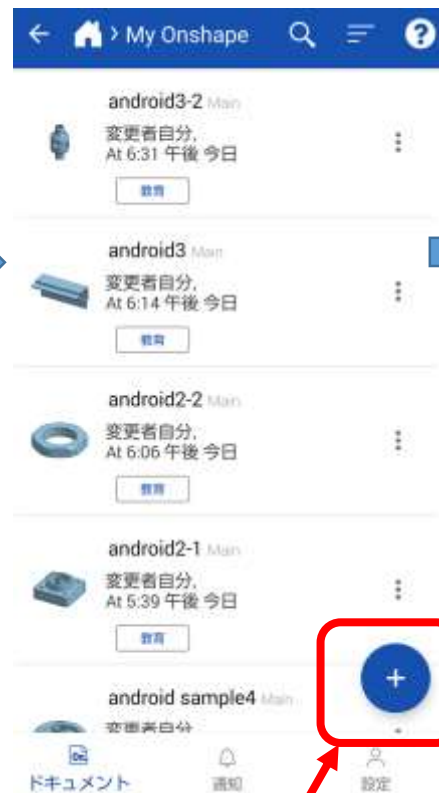 > My Onshape
android3-2 Main
変更者自分,
At 6:31 午後 今日
教育
android3 Main
変更者自分,
At 6:14 午後 今日
教育
android2-2 Main
変更者自分,
At 6:06 午後 今日
教育
android2-1 Main
変更者自分,
At 5:39 午後 今日
教育
android sample4 Main
変更者自分
ドキュメント 通知 設定